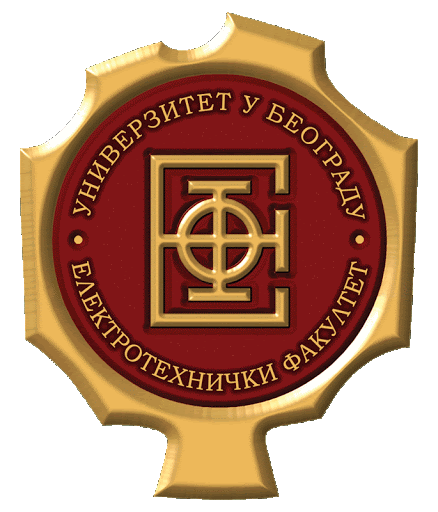 УНИВЕРЗИТЕТ У БЕОГРАДУ
ЕЛЕКТРОТЕХНИЧКИ ФАКУЛТЕТ